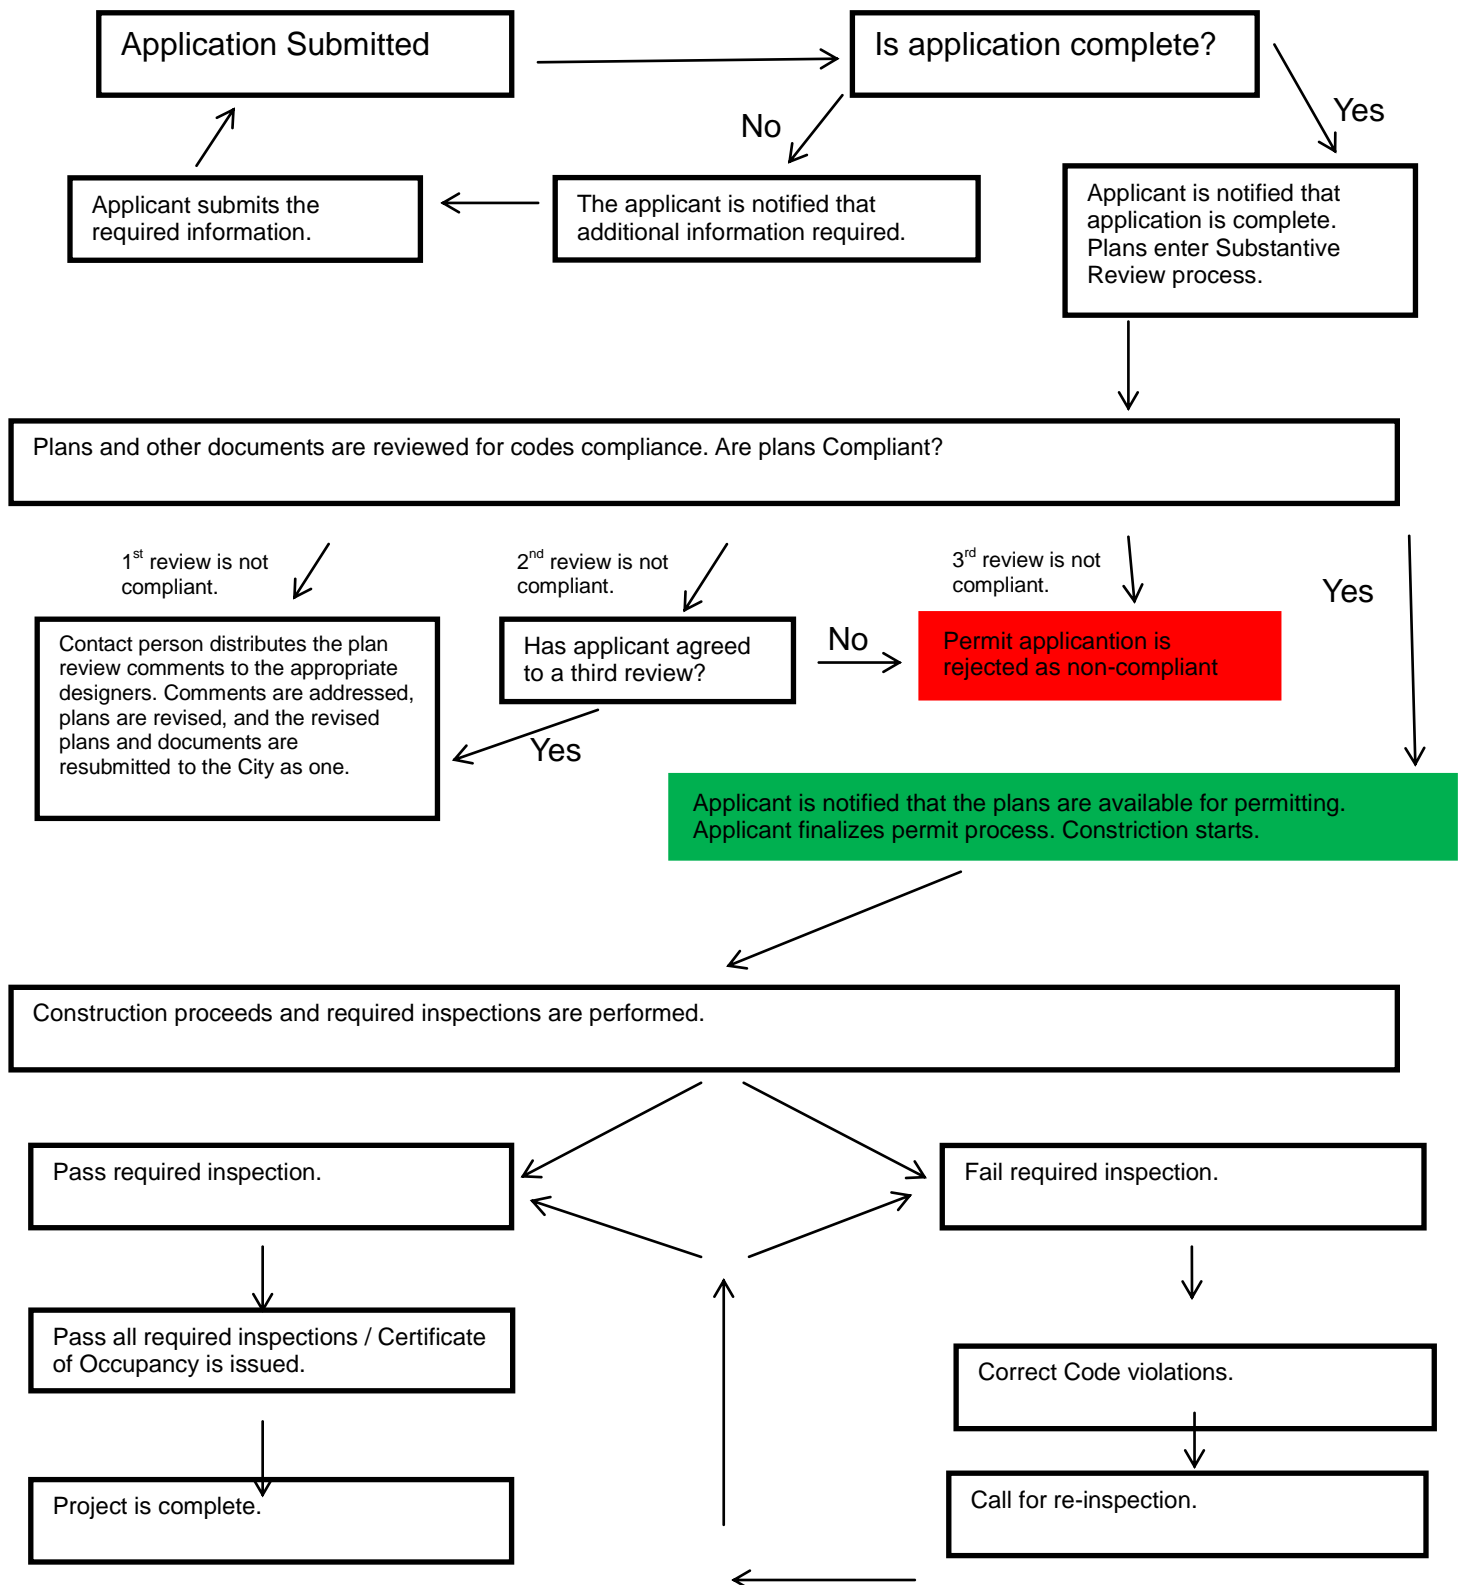 Application Submitted
Is application complete?
No
Yes
Applicant submits the
required information.
The applicant is notified that
additional information required.
Applicant is notified that
application is complete.
Plans enter Substantive
Review process.
Plans and other documents are reviewed for codes compliance. Are plans Compliant?
1st review is not
compliant.
2nd review is not
compliant.
3rd review is not
compliant.
Yes
Contact person distributes the plan
review comments to the appropriate
designers. Comments are addressed,
plans are revised, and the revised
plans and documents are
resubmitted to the City as one.
Has applicant agreed
to a third review?
No
Permit applicantion is
rejected as non-compliant
Yes
Applicant is notified that the plans are available for permitting.
Applicant finalizes permit process. Constriction starts.
Construction proceeds and required inspections are performed.
Pass required inspection.
Fail required inspection.
Pass all required inspections / Certificate
of Occupancy is issued.
Correct Code violations.
Project is complete.
Call for re-inspection.